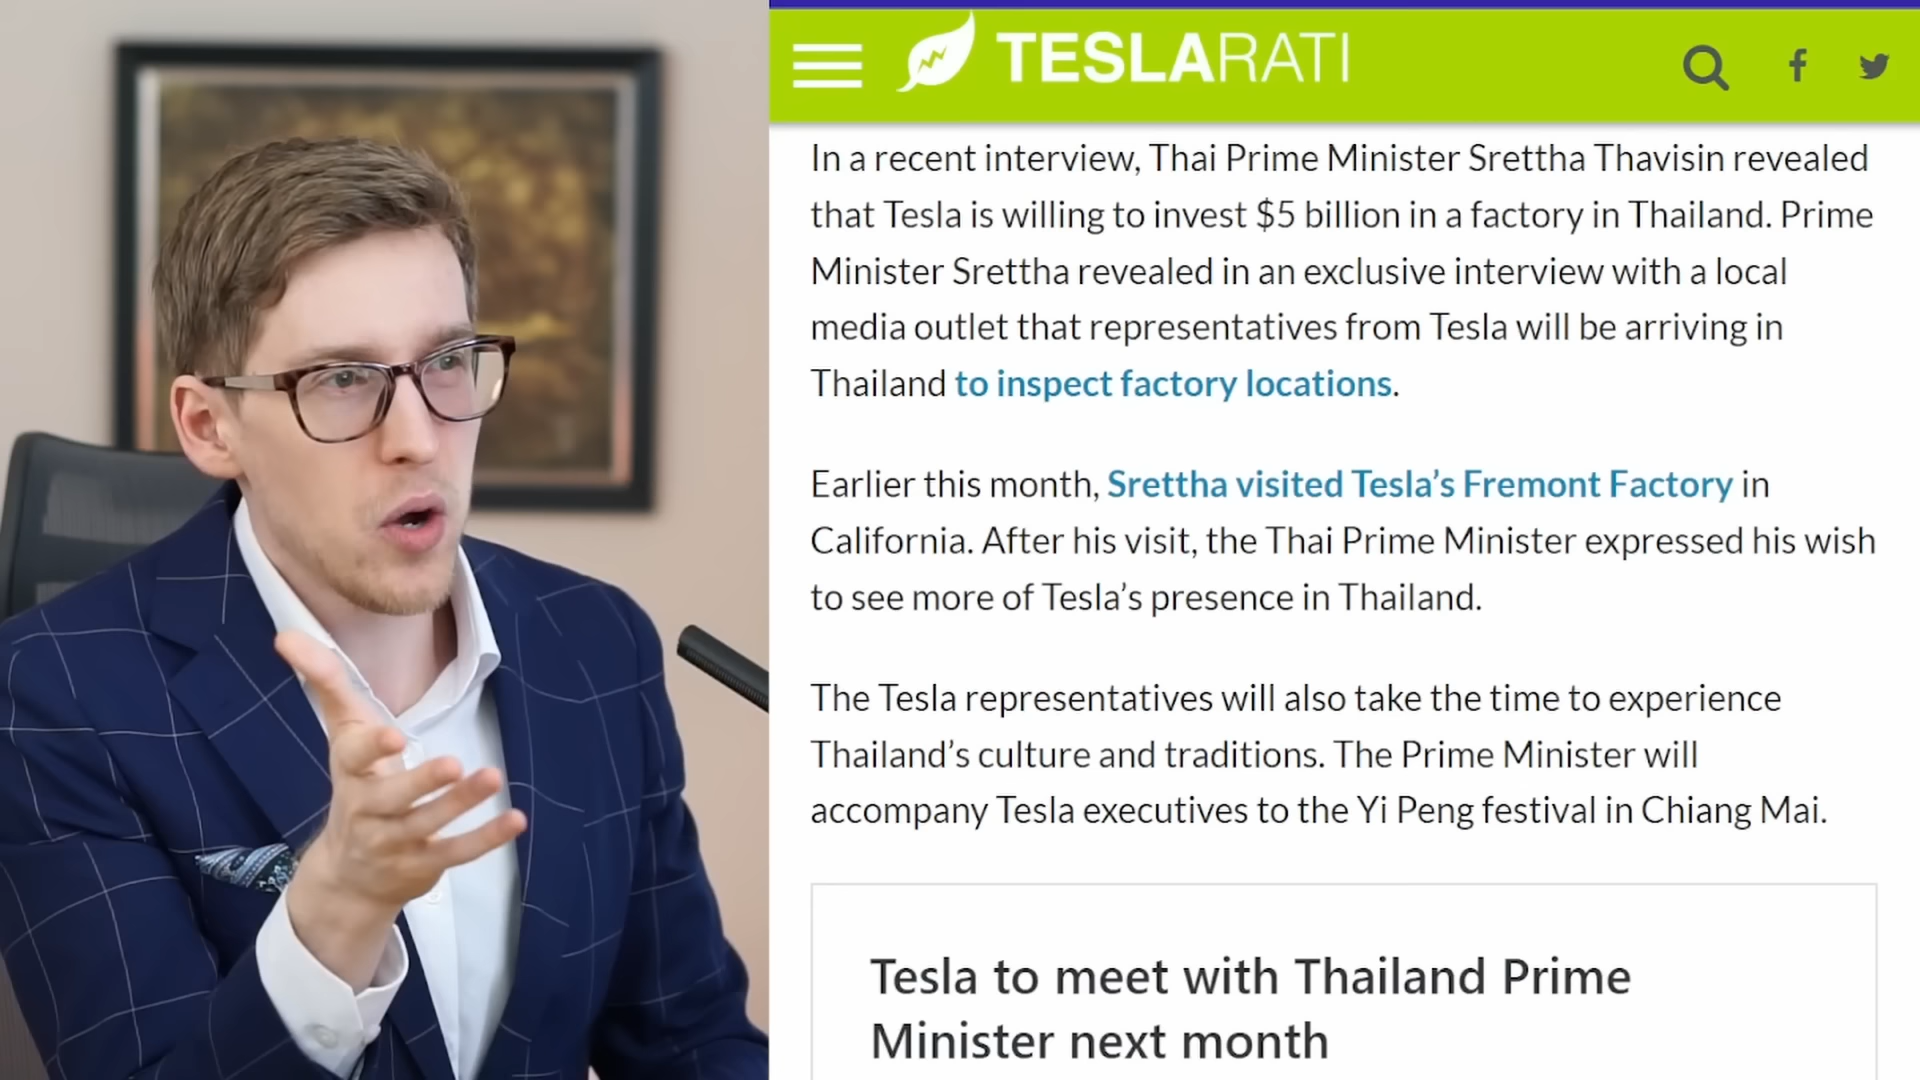 TESLARATI
In a recent interview, Thai Prime Minister Srettha Thavisin revealed
that Tesla is willing to invest $5 billion in a factory in Thailand. Prime
Minister Srettha revealed in an exclusive interview with a local
media outlet that representatives from Tesla will be arriving in
Thailand to inspect factory locations.
Earlier this month, Srettha visited Tesla’s Fremont Factory in
California. After his visit, the Thai Prime Minister expressed his wish
to see more of Tesla’s presence in Thailand.
The Tesla representatives will also take the time to experience
Thailand’s culture and traditions. The Prime Minister will
accompany Tesla executives to the Yi Peng festival in Chiang Mai.
Tesla to meet with Thailand Prime
Minister next month